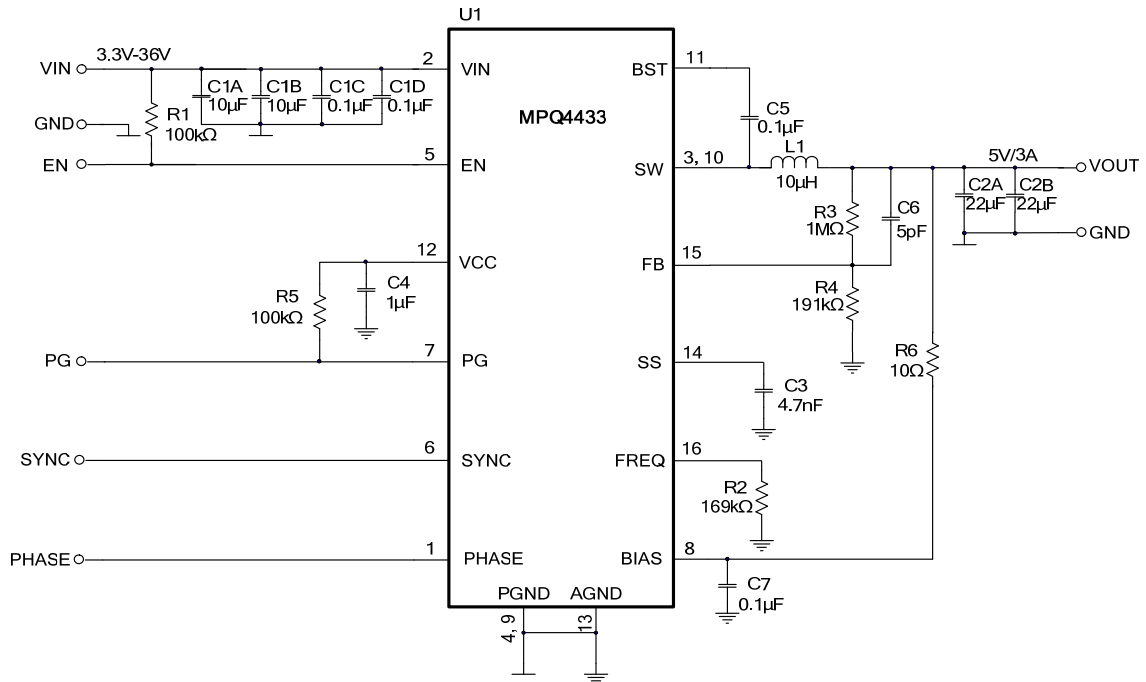 U1
3.3V-36V
VIN
2
VIN
BST
11
C1A
10µF
C1B
10µF
C1C
0.1µF
C1D
0.1µF
MPQ4433
C5
0.1µF
GND
R1
100kΩ
EN
5
EN
SW
3, 10
L1
10µH
5V/3A
VOUT
C2A
22µF
C2B
22µF
R3
1MΩ
C6
5pF
GND
12
VCC
FB
15
C4
1µF
R5
100kΩ
R4
191kΩ
PG
7
PG
SS
14
R6
10Ω
C3
4.7nF
SYNC
6
SYNC
FREQ
16
R2
169kΩ
PHASE
1
PHASE
BIAS
8
C7
0.1µF
PGND
AGND
4, 9
13